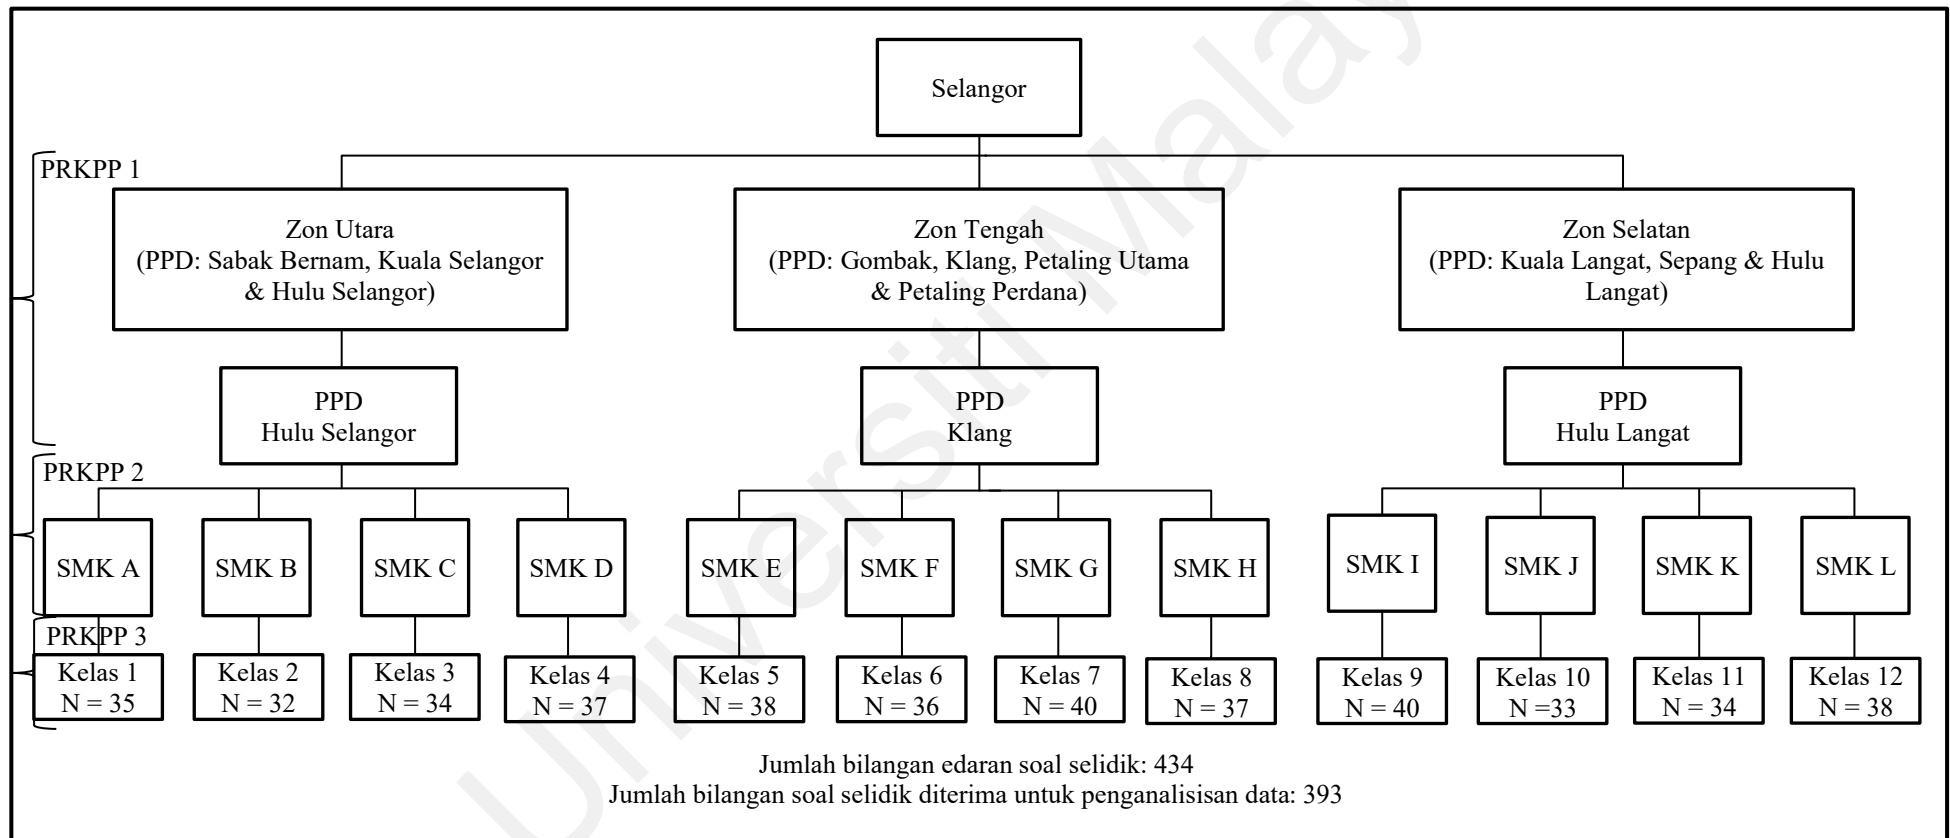 Selangor
PRKPP 1
Zon Utara
(PPD: Sabak Bernam, Kuala Selangor
& Hulu Selangor)
Zon Tengah
(PPD: Gombak, Klang, Petaling Utama
& Petaling Perdana)
Zon Selatan
(PPD: Kuala Langat, Sepang & Hulu
Langat)
PPD
Hulu Selangor
PPD
Klang
PPD
Hulu Langat
PRKPP 2
SMK A
SMK B
SMK C
SMK D
SMK E
SMK F
SMK G
SMK H
SMK I
SMK J
SMK K
SMK L
PRKPP 3
Kelas 1
N = 35
Kelas 2
N = 32
Kelas 3
N = 34
Kelas 4
N = 37
Kelas 5
N = 38
Kelas 6
N = 36
Kelas 7
N = 40
Kelas 8
N = 37
Kelas 9
N = 40
Kelas 10
N =33
Kelas 11
N = 34
Kelas 12
N = 38
Jumlah bilangan edaran soal selidik: 434
Jumlah bilangan soal selidik diterima untuk penganalisisan data: 393
Universiti Malay